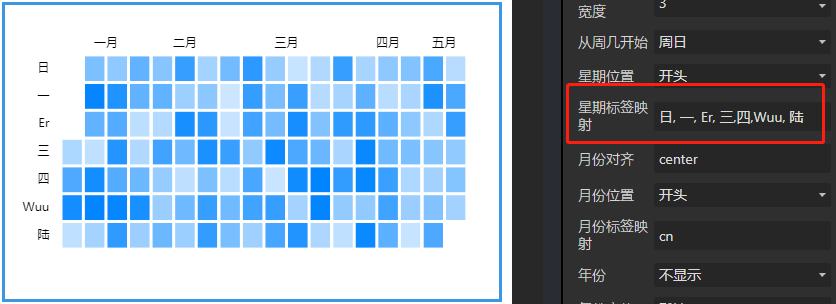 一月 二月 三月 四月 五月
日
一
Er
三
四
Wuu
陆
宽度 3
从周几开始 周日
星期位置 开头
星期标签映
射 日, 一, Er, 三,四,Wuu, 陆
月份对齐 center
月份位置 开头
月份标签映
射 cn
年份 不显示